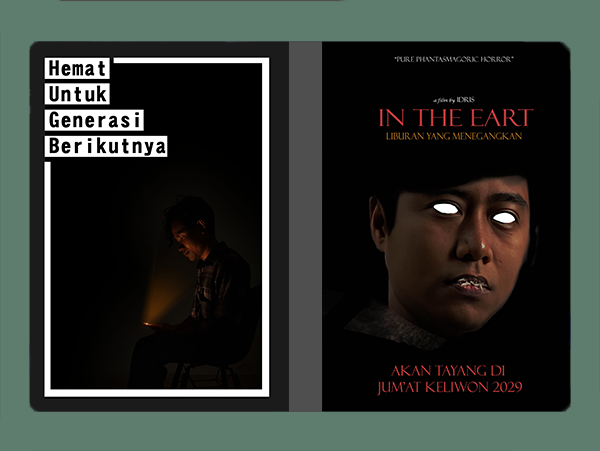 Hemat
Untuk
Generasi
Berikutnya
"PURE PHANTASMAGORIC HORROR"
a film by IDRIS
IN THE EART
LIBURAN YANG MENEGANGKAN
AKAN TAYANG DI
JUM'AT KELIWON 2029